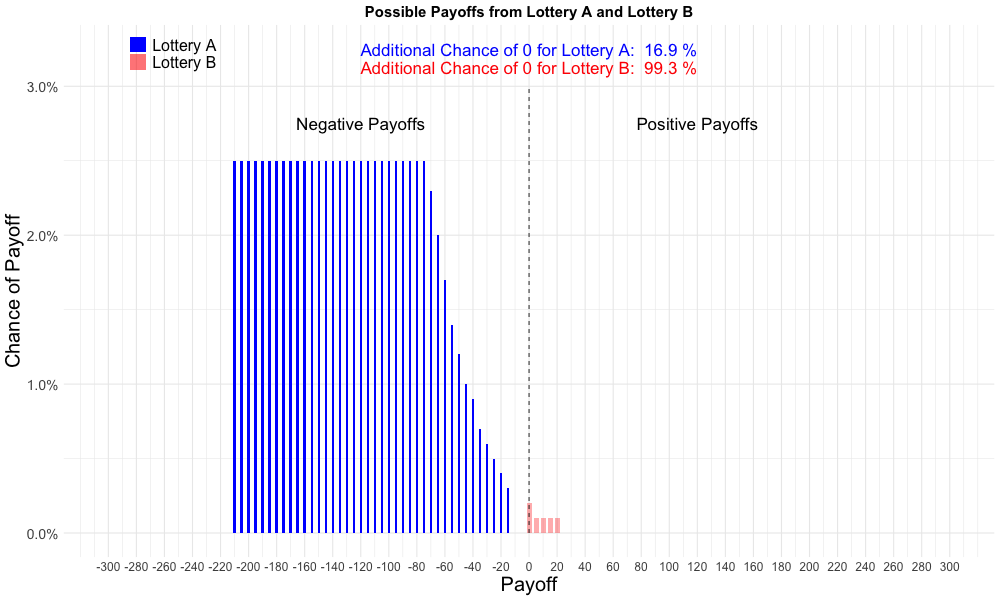 Possible Payoffs from Lottery A and Lottery B
Lottery A
Lottery B
Additional Chance of 0 for Lottery A: 16.9 %
Additional Chance of 0 for Lottery B: 99.3 %
Negative Payoffs
Positive Payoffs
Chance of Payoff
3.0%
2.0%
1.0%
0.0%
-300 -280 -260 -240 -220 -200 -180 -160 -140 -120 -100 -80 -60 -40 -20 0 20 40 60 80 100 120 140 160 180 200 220 240 260 280 300
Payoff